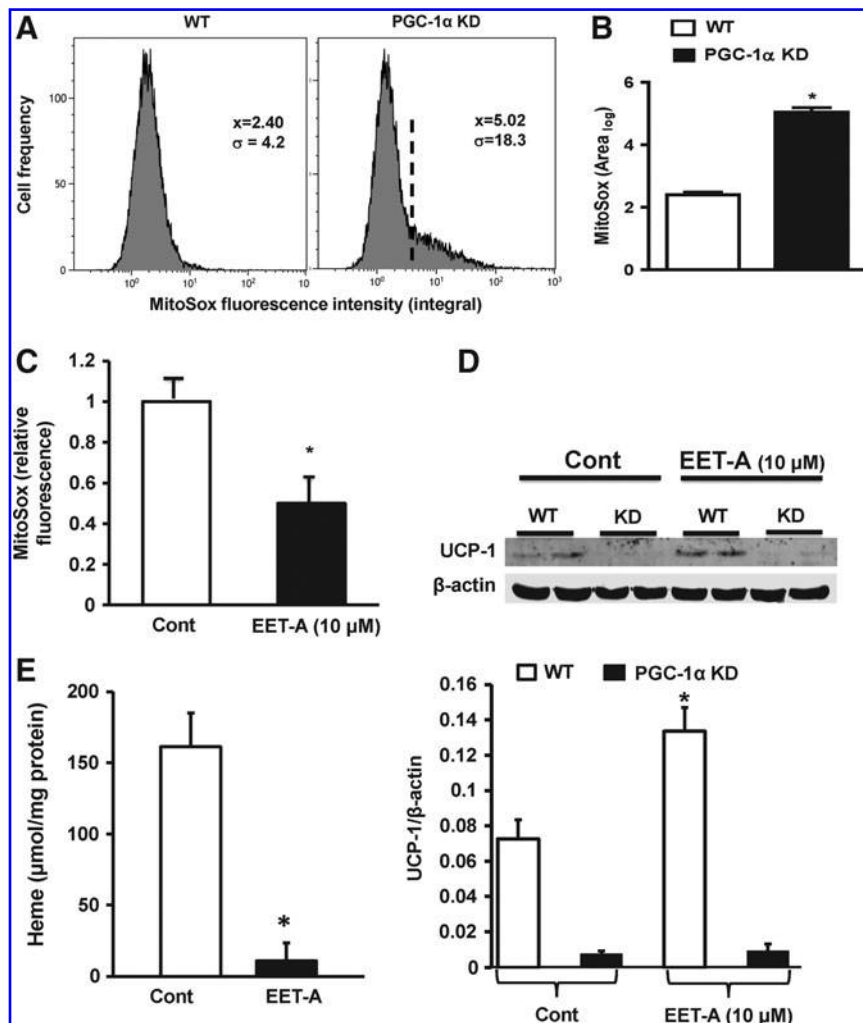 A
WT
PGC-1α KD
Cell frequency
100
50
0
x=2.40
σ = 4.2
x=5.02
σ=18.3
10⁰ 10¹ 10² 10
10⁰ 10¹ 10² 10³
MitoSox fluorescence intensity (integral)
B
WT
PGC-1α KD
MitoSox (Area log)
6
4
2
0
*
C
MitoSox (relative
fluorescence)
1.2
1
0.8
0.6
0.4
0.2
0
*
Cont
EET-A (10 μM)
D
Cont
EET-A (10 μM)
WT
KD
WT
KD
UCP-1
β-actin
E
Heme (μmol/mg protein)
200
150
100
50
0
*
Cont
EET-A
WT
PGC-1α KD
UCP-1/β-actin
0.16
0.14
0.12
0.1
0.08
0.06
0.04
0.02
0
*
Cont
EET-A (10 μM)